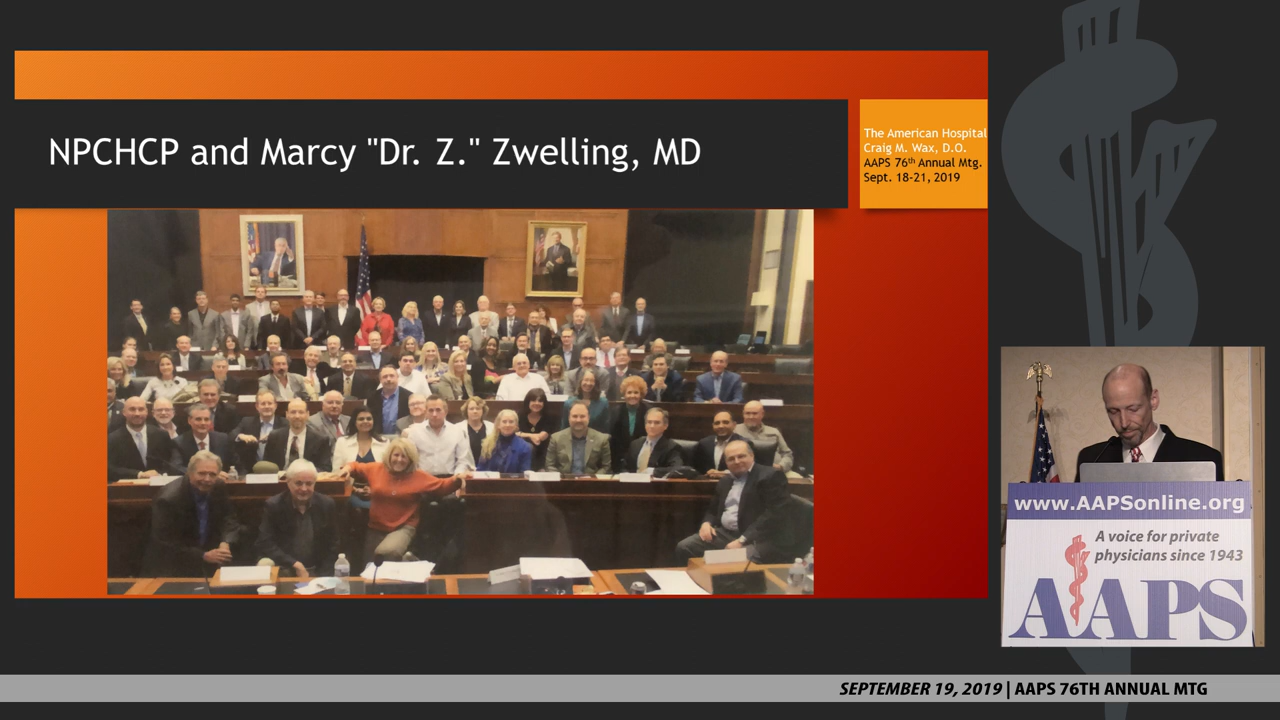 NPCHCP and Marcy "Dr. Z." Zwelling, MD
The American Hospital
Craig M. Wax, D.O.
AAPS 76th Annual Mtg.
Sept. 18-21, 2019
www.AAPSonline.org
A voice for private
physicians since 1943
AAPS
SEPTEMBER 19, 2019 | AAPS 76TH ANNUAL MTG